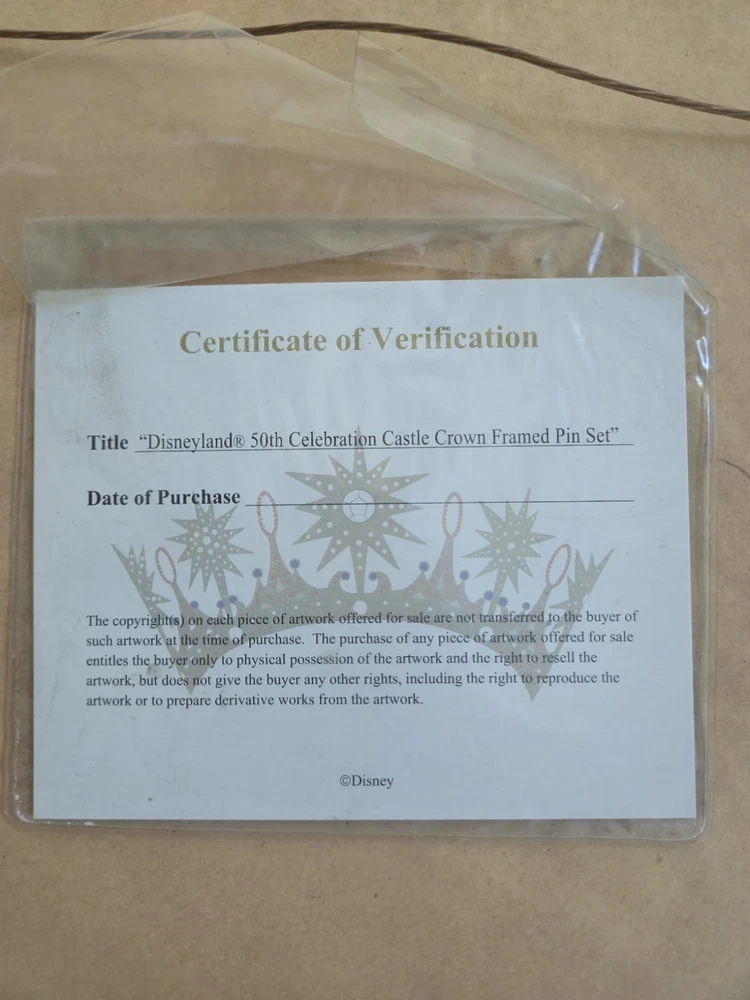 Certificate of Verification
Title “Disneyland® 50th Celebration Castle Crown Framed Pin Set”
Date of Purchase
The copyright(s) on each piece of artwork offered for sale are not transferred to the buyer of
such artwork at the time of purchase. The purchase of any piece of artwork offered for sale
entitles the buyer only to physical possession of the artwork and the right to resell the
artwork, but does not give the buyer any other rights, including the right to reproduce the
artwork or to prepare derivative works from the artwork.
©Disney